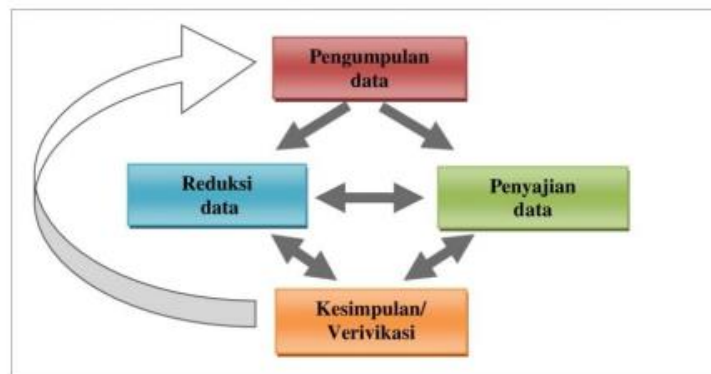 Pengumpulan
data
Reduksi
data
Penyajian
data
Kesimpulan/
Verivikasi